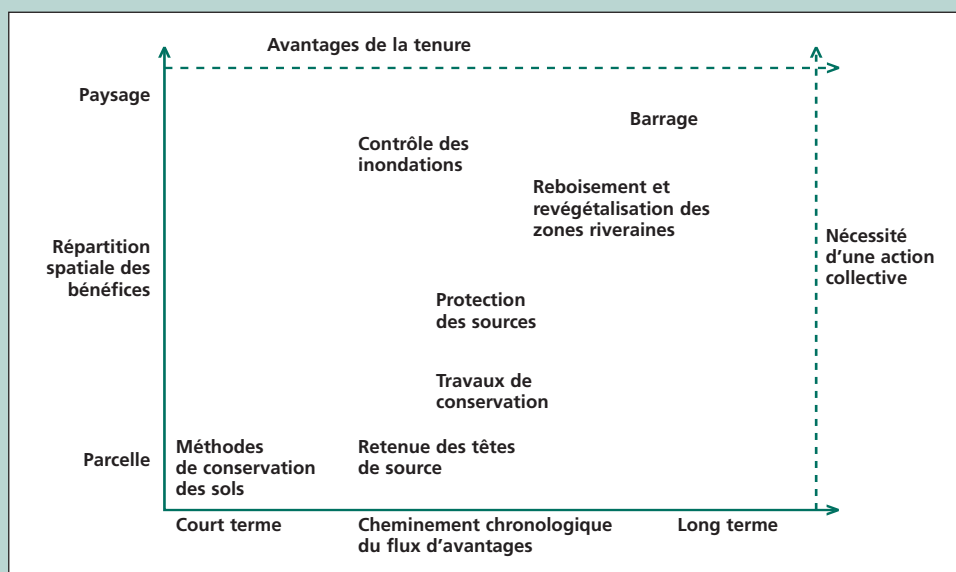 Avantages de la tenure
Paysage
Barrage
Contrôle des
inondations
Reboisement et
revégétalisation des
zones riveraines
Répartition
spatiale des
bénéfices
Nécessité
d'une action
collective
Protection
des sources
Travaux de
conservation
Parcelle
Méthodes
de conservation
des sols
Retenue des têtes
de source
Court terme
Cheminement chronologique
du flux d'avantages
Long terme